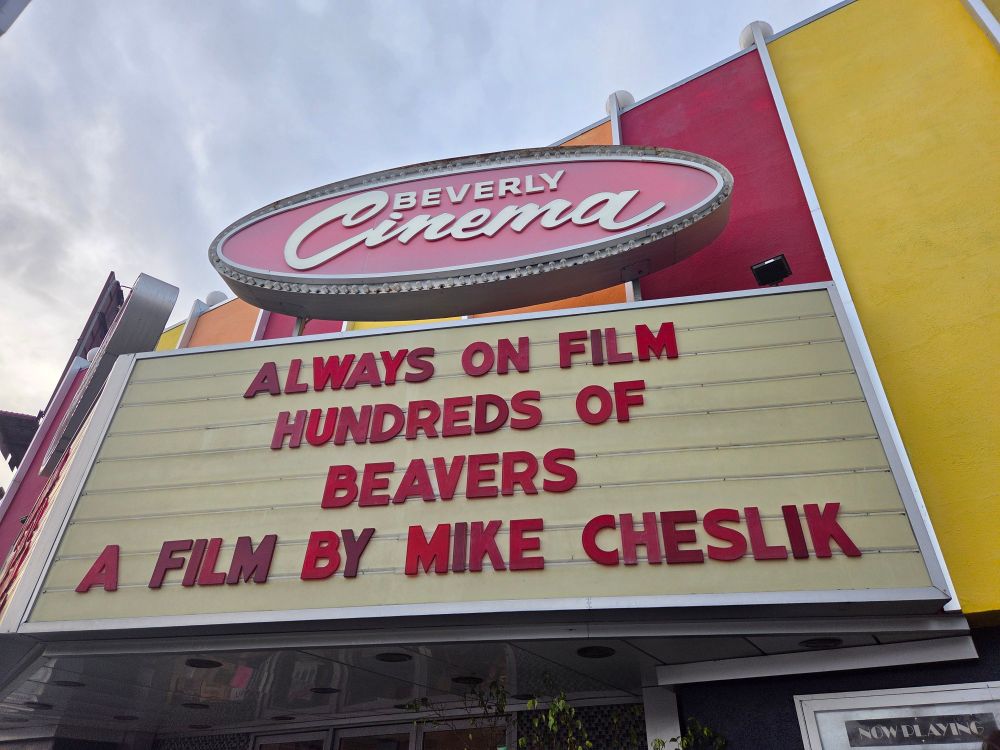 BEVERLY
Cinema
ALWAYS ON FILM
HUNDREDS OF
BEAVERS
A FILM BY MIKE CHESLIK
NOW PLAYING